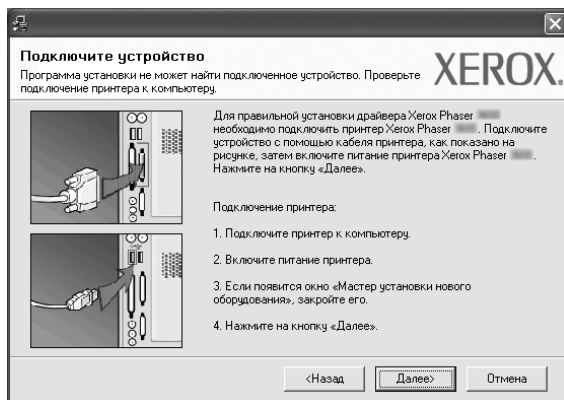 Подключите устройство
XEROX.
Программа установки не может найти подключенное устройство. Проверьте
подключение принтера к компьютеру.
Для правильной установки драйвера Xerox Phaser
необходимо подключить принтер Xerox Phaser . Подключите
устройство с помощью кабеля принтера, как показано на
рисунке, затем включите питание принтера Xerox Phaser .
Нажмите на кнопку «Далее».
Подключение принтера:
1. Подключите принтер к компьютеру.
2. Включите питание принтера.
3. Если появится окно «Мастер установки нового
оборудования», закройте его.
4. Нажмите на кнопку «Далее».
<Назад
Далее>
Отмена